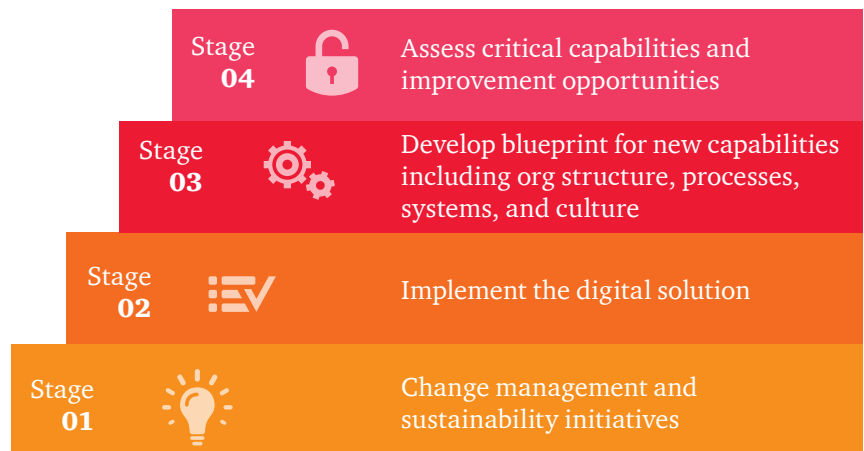 Stage
04
Assess critical capabilities and
improvement opportunities
Stage
03
Develop blueprint for new capabilities
including org structure, processes,
systems, and culture
Stage
02
Implement the digital solution
Stage
01
Change management and
sustainability initiatives